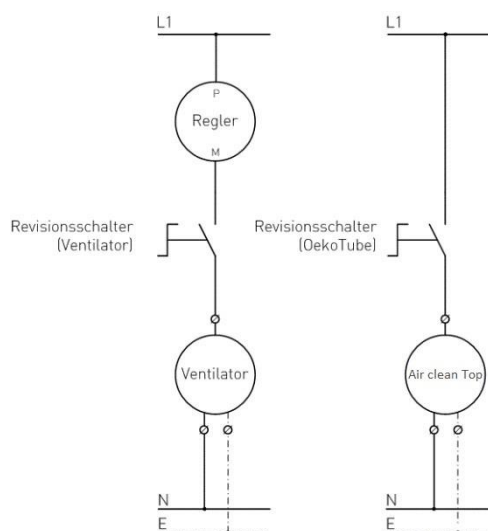 L1
P
Regler
M
Revisionsschalter
(Ventilator)
Ventilator
N
E
L1
Revisionsschalter
(OekoTube)
Air clean Top
N
E